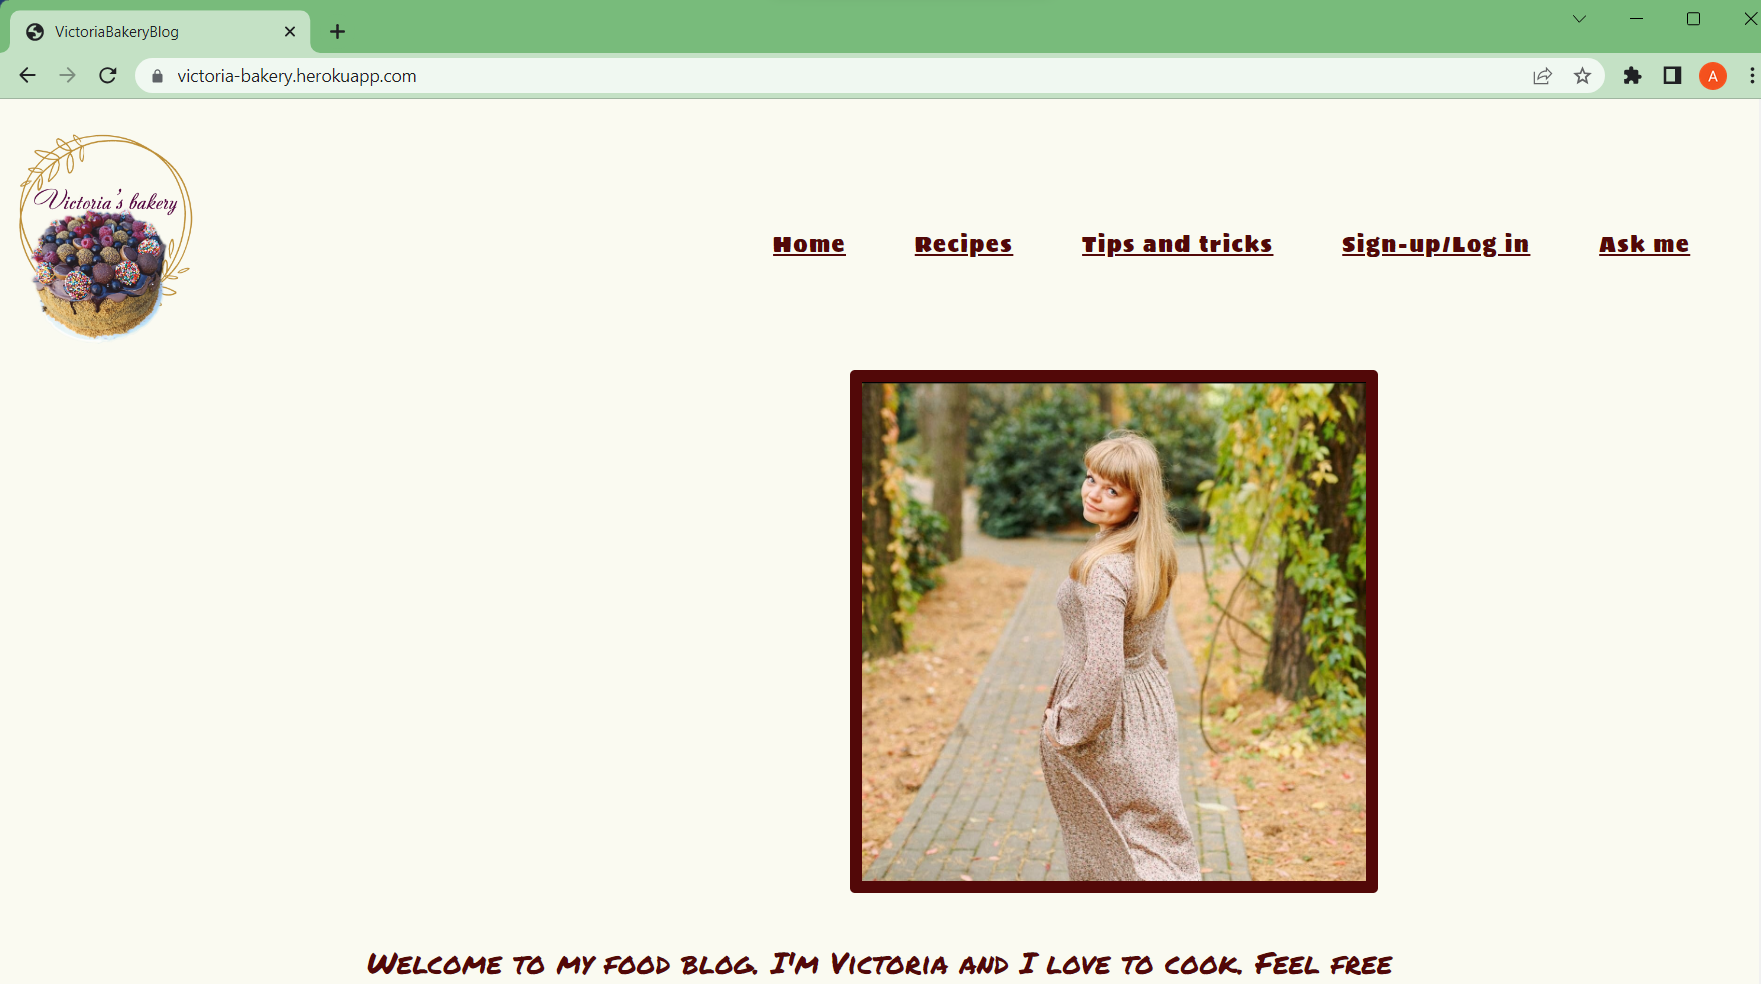 VictoriaBakeryBlog
victoria-bakery.herokuapp.com
A
Victoria's bakery
Home Recipes Tips and tricks Sign-up/Log in Ask me
Welcome to my food blog. I'm Victoria and I love to cook. Feel free